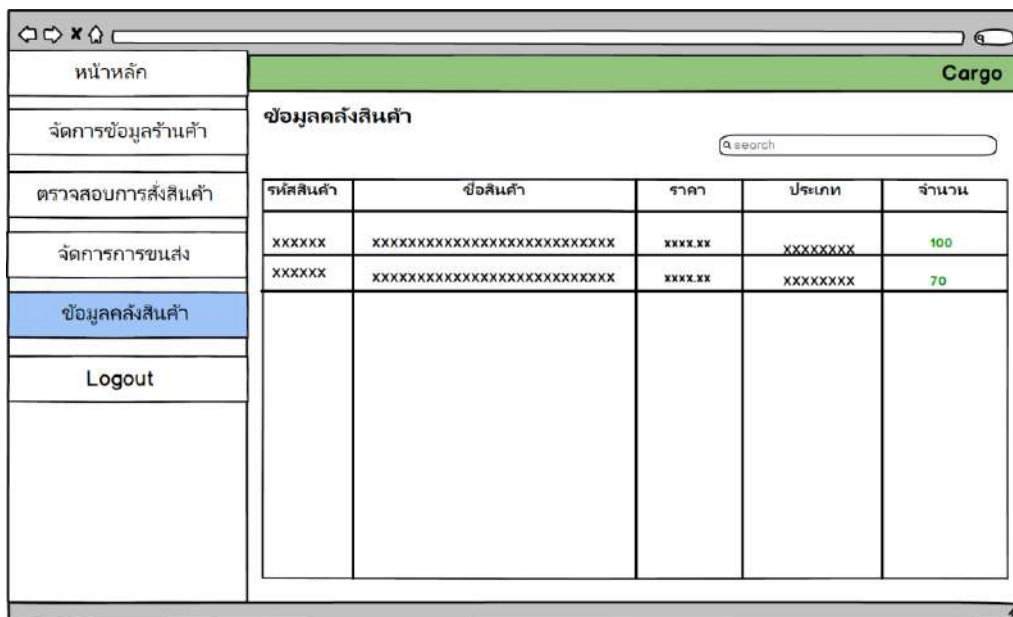 หน้าหลัก
Cargo
จัดการข้อมูลร้านค้า
ตรวจสอบการสั่งสินค้า
จัดการการขนส่ง
ข้อมูลคลังสินค้า
Logout
ข้อมูลคลังสินค้า
search
รหัสสินค้า ชื่อสินค้า ราคา ประเภท จำนวน
xxxxxx xxxxxxxxxxxxxxxxxxxxxxxxxxx xxxx.xx xxxxxxxx 100
xxxxxx xxxxxxxxxxxxxxxxxxxxxxxxxxx xxxx.xx xxxxxxxx 70